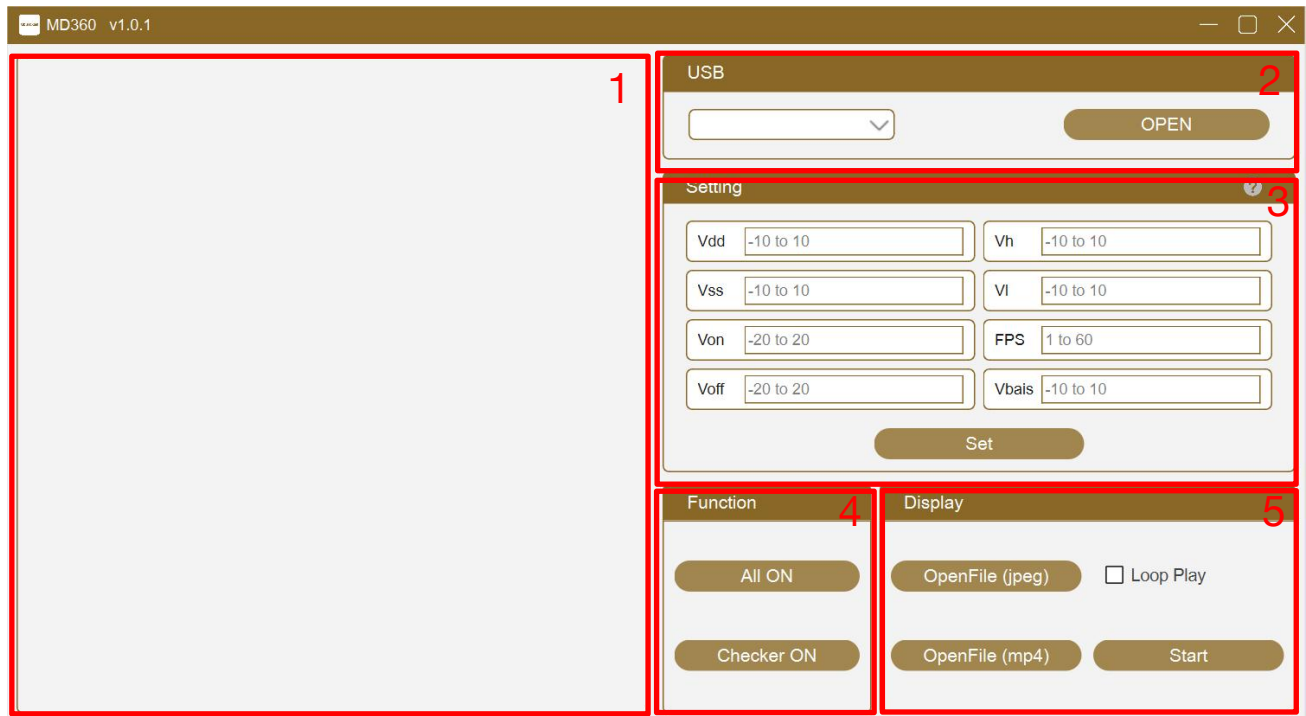 MD360 v1.0.1
1
USB
2
OPEN
Setting
?
3
Vdd -10 to 10
Vh -10 to 10
Vss -10 to 10
Vl -10 to 10
Von -20 to 20
FPS 1 to 60
Voff -20 to 20
Vbais -10 to 10
Set
Function
4
All ON
Checker ON
Display
5
OpenFile (jpeg)
Loop Play
OpenFile (mp4)
Start